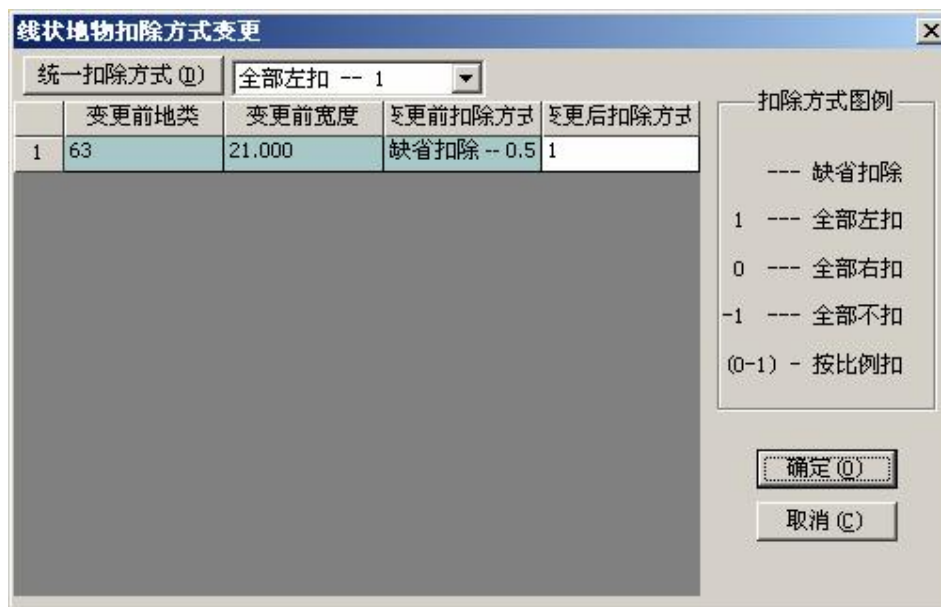 线状地物扣除方式变更
统一扣除方式(D) 全部左扣 -- 1
变更前地类 变更前宽度 变更前扣除方式 变更后扣除方式
1 63 21.000 缺省扣除 -- 0.5 1
扣除方式图例
--- 缺省扣除
1 --- 全部左扣
0 --- 全部右扣
-1 --- 全部不扣
(0-1) - 按比例扣
确定(O)
取消(C)